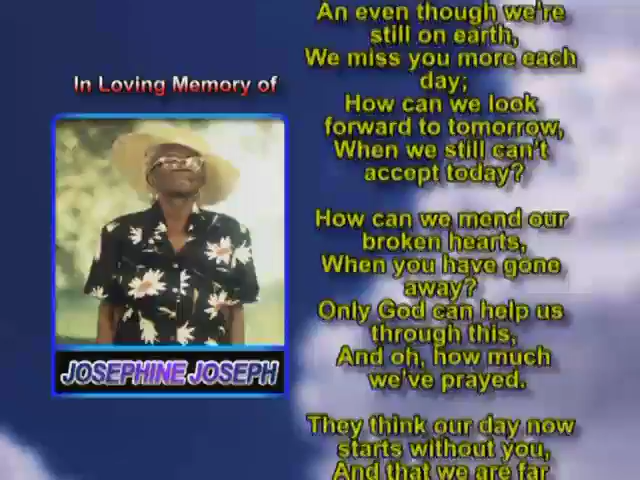 In Loving Memory of
JOSEPHINE JOSEPH
An even though we're
still on earth,
We miss you more each
day;
How can we look
forward to tomorrow,
When we still can't
accept today?
How can we mend our
broken hearts,
When you have gone
away?
Only God can help us
through this,
And oh, how much
we've prayed.
They think our day now
starts without you,
And that we are far